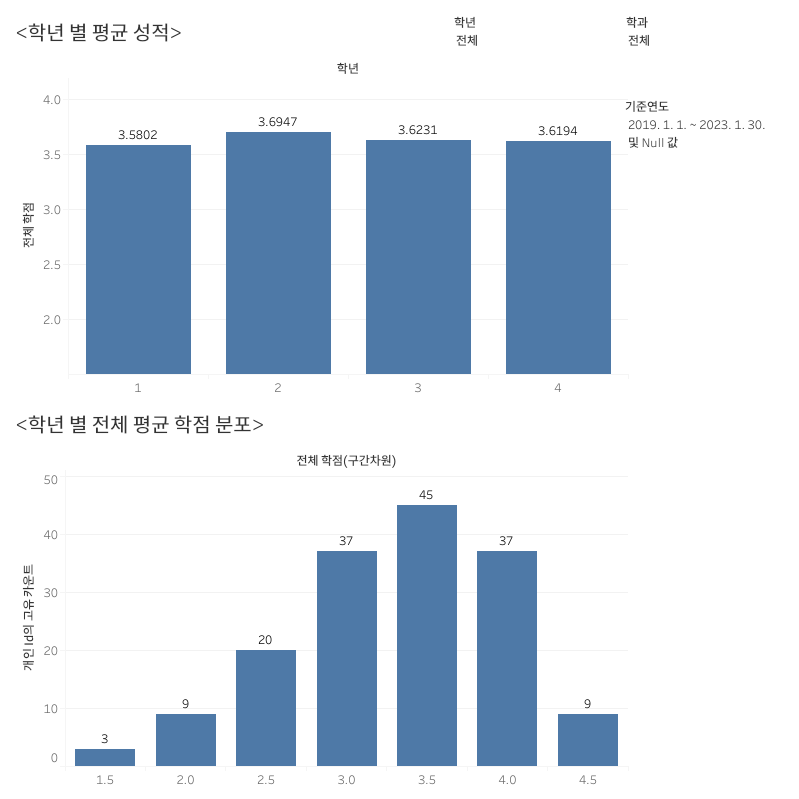 <학년 별 평균 성적>
학년
전체
학과
전체
학년
기준연도
2019. 1. 1. ~ 2023. 1. 30.
및 Null 값
전체 학점
4.0
3.5
3.0
2.5
2.0
3.5802
3.6947
3.6231
3.6194
1 2 3 4
<학년 별 전체 평균 학점 분포>
전체 학점(구간차원)
개인 Id의 고유 카운트
50
40
30
20
10
0
3
9
20
37
45
37
9
1.5 2.0 2.5 3.0 3.5 4.0 4.5